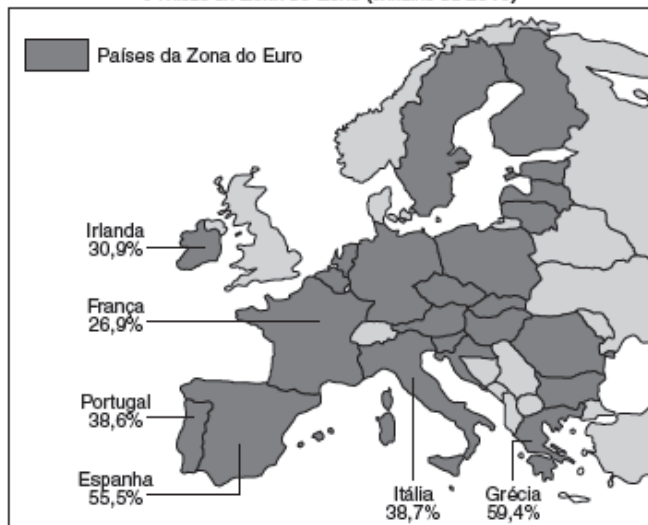 Países da Zona do Euro
Irlanda
30,9%
França
26,9%
Portugal
38,6%
Espanha
55,5%
Itália
38,7%
Grécia
59,4%